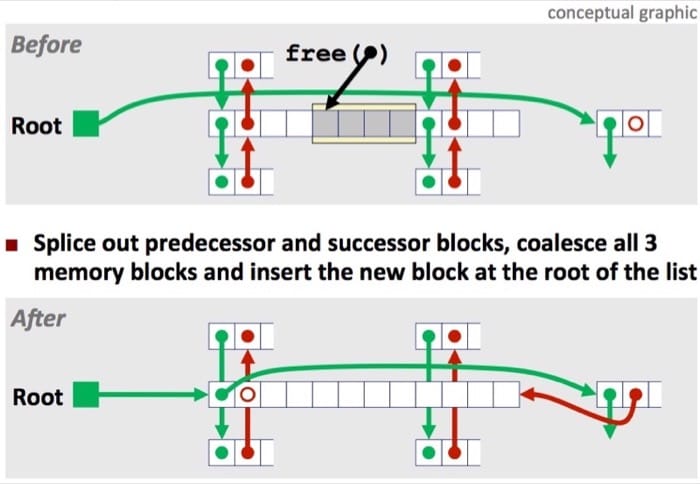 conceptual graphic
Before
free( )
Root
Splice out predecessor and successor blocks, coalesce all 3
memory blocks and insert the new block at the root of the list
After
Root